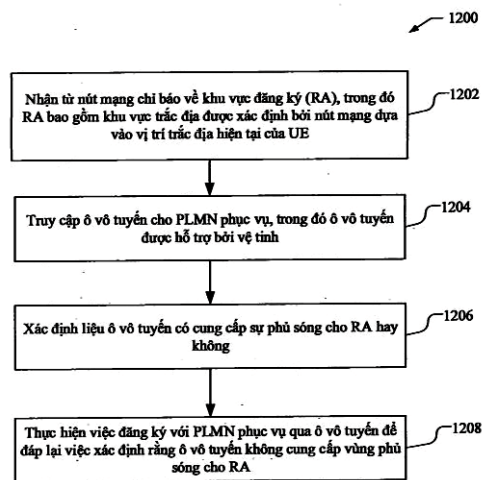 1200
Nhận từ nút mạng chỉ báo về khu vực đăng ký (RA), trong đó
RA bao gồm khu vực trắc địa được xác định bởi nút mạng dựa
vào vị trí trắc địa hiện tại của UE
1202
Truy cập ô vô tuyến cho PLMN phục vụ, trong đó ô vô tuyến
được hỗ trợ bởi vệ tinh
1204
Xác định liệu ô vô tuyến có cung cấp sự phủ sóng cho RA hay
không
1206
Thực hiện việc đăng ký với PLMN phục vụ qua ô vô tuyến để
đáp lại việc xác định rằng ô vô tuyến không cung cấp vùng phủ
sóng cho RA
1208